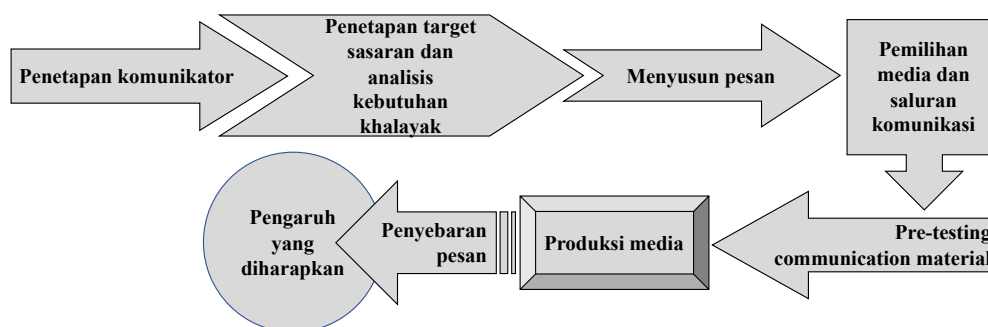 Penetapan komunikator
Penetapan target
sasaran dan
analisis
kebutuhan
khalayak
Menyusun pesan
Pemilihan
media dan
saluran
komunikasi
Pre-testing
communication material
Produksi media
Penyebaran
pesan
Pengaruh
yang
diharapkan